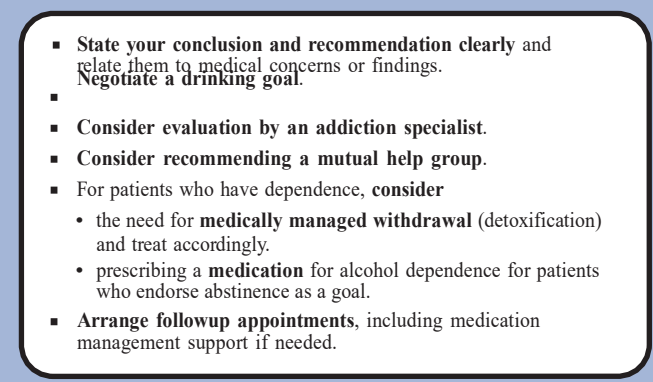 ▪ State your conclusion and recommendation clearly and
relate them to medical concerns or findings.
Negotiate a drinking goal.
▪
▪ Consider evaluation by an addiction specialist.
▪ Consider recommending a mutual help group.
▪ For patients who have dependence, consider
• the need for medically managed withdrawal (detoxification)
and treat accordingly.
• prescribing a medication for alcohol dependence for patients
who endorse abstinence as a goal.
▪ Arrange followup appointments, including medication
management support if needed.